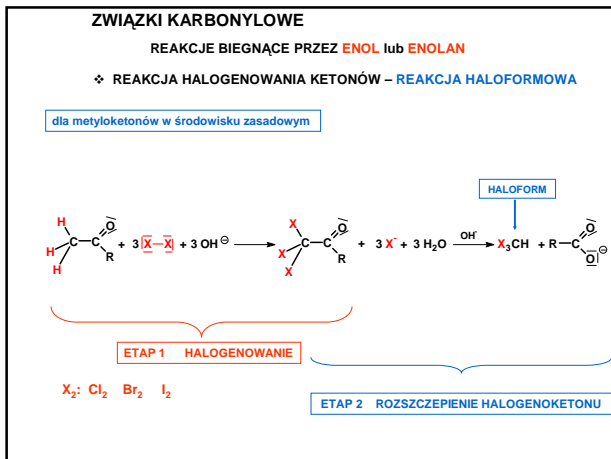 ZWIĄZKI KARBONYLOWE
REAKCJE BIEGNĄCE PRZEZ ENOL lub ENOLAN
❖ REAKCJA HALOGENOWANIA KETONÓW – REAKCJA HALOFORMOWA
dla metyloketonów w środowisku zasadowym
HALOFORM
H H H C C O R + 3 X–X + 3 OH⊖ → X X X C C O R + 3 X⁻ + 3 H₂O OH⁻ → X₃CH + R–C O O⊖
ETAP 1 HALOGENOWANIE
X₂: Cl₂ Br₂ I₂
ETAP 2 ROZSZCZEPIENIE HALOGENOKETONU